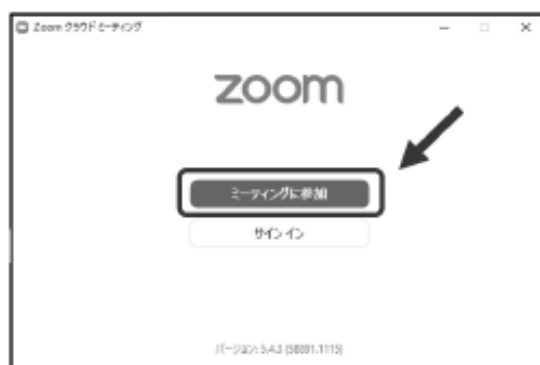 Zoom クラウドミーティング
zoom
ミーティングに参加
サインイン
バージョン: 5.4.3 (58891.1115)